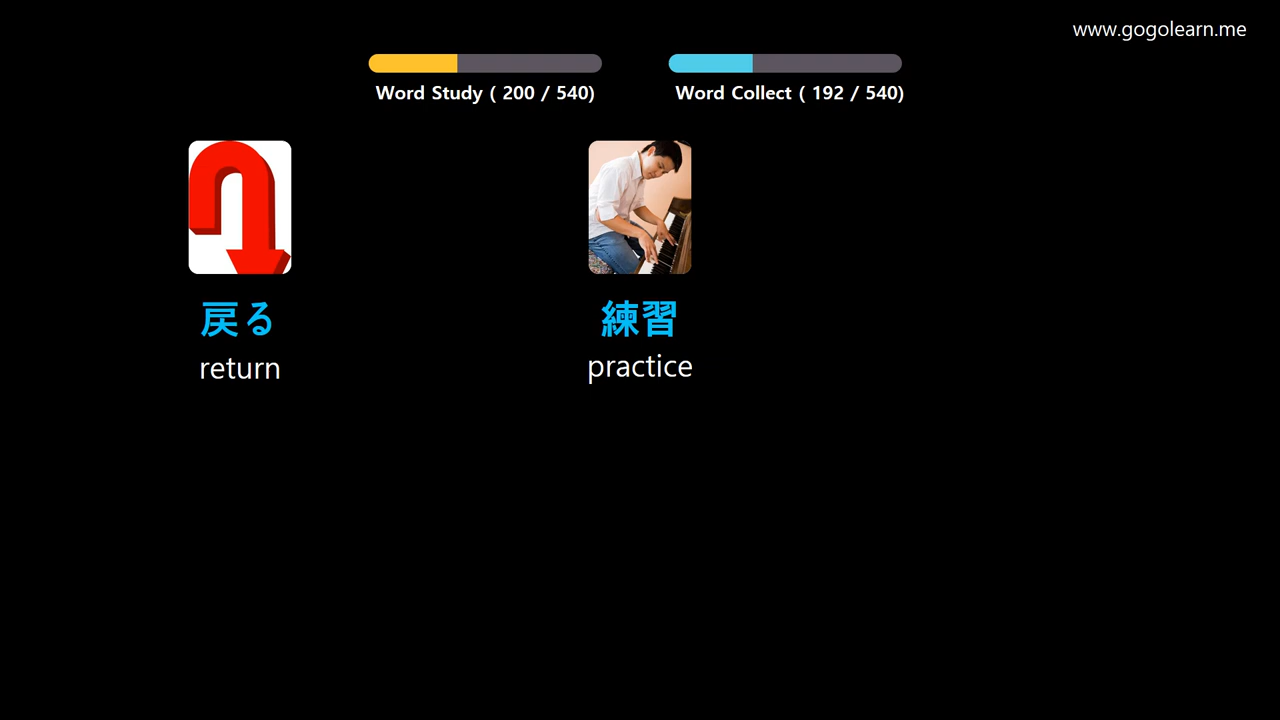 www.gogolearn.me
Word Study ( 200 / 540)
Word Collect ( 192 / 540)
戻る
return
練習
practice